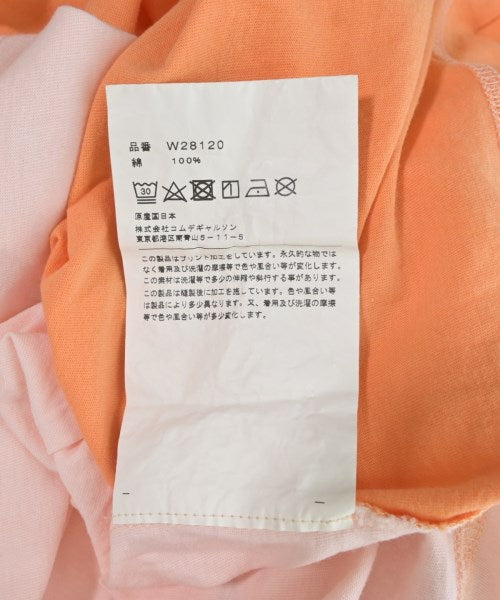 品番 W28120
綿 100%
30
原産国日本
株式会社コムデギャルソン
東京都港区南青山5-11-5
この製品はプリント加工をしています。永久的な物では
なく着用及び洗濯の摩擦等で色や風合い等が変化します。
この素材は洗濯等で多少の伸縮や斜行する事があります。
この製品は縫製後に加工を施しています。色や風合い等
は製品により多少異なります。又、着用及び洗濯の摩擦
等で色や風合い等が多少変化します。